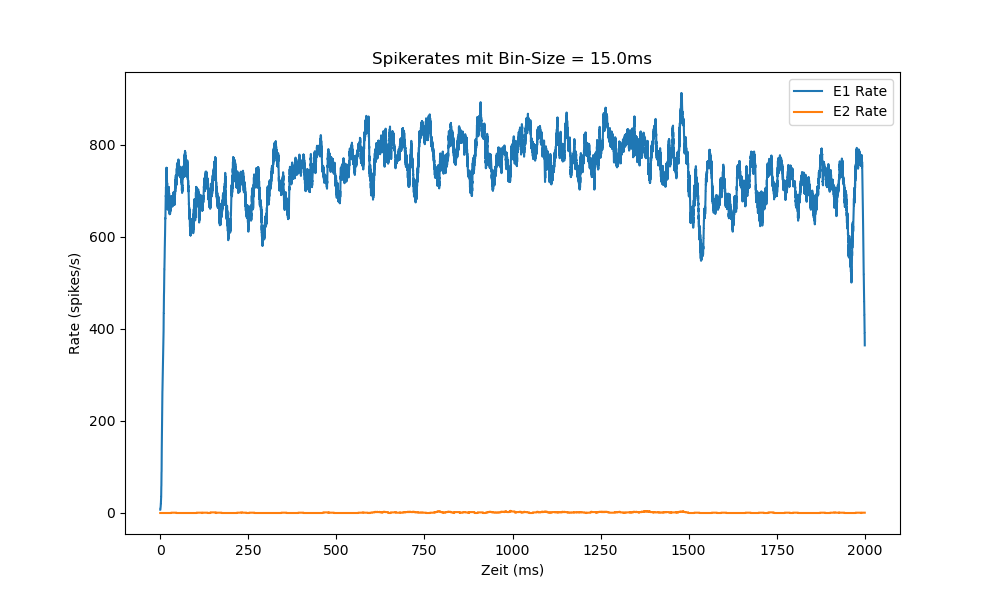 Spikerates mit Bin-Size = 15.0ms
E1 Rate
E2 Rate
Rate (spikes/s)
800
600
400
200
0
0 250 500 750 1000 1250 1500 1750 2000
Zeit (ms)